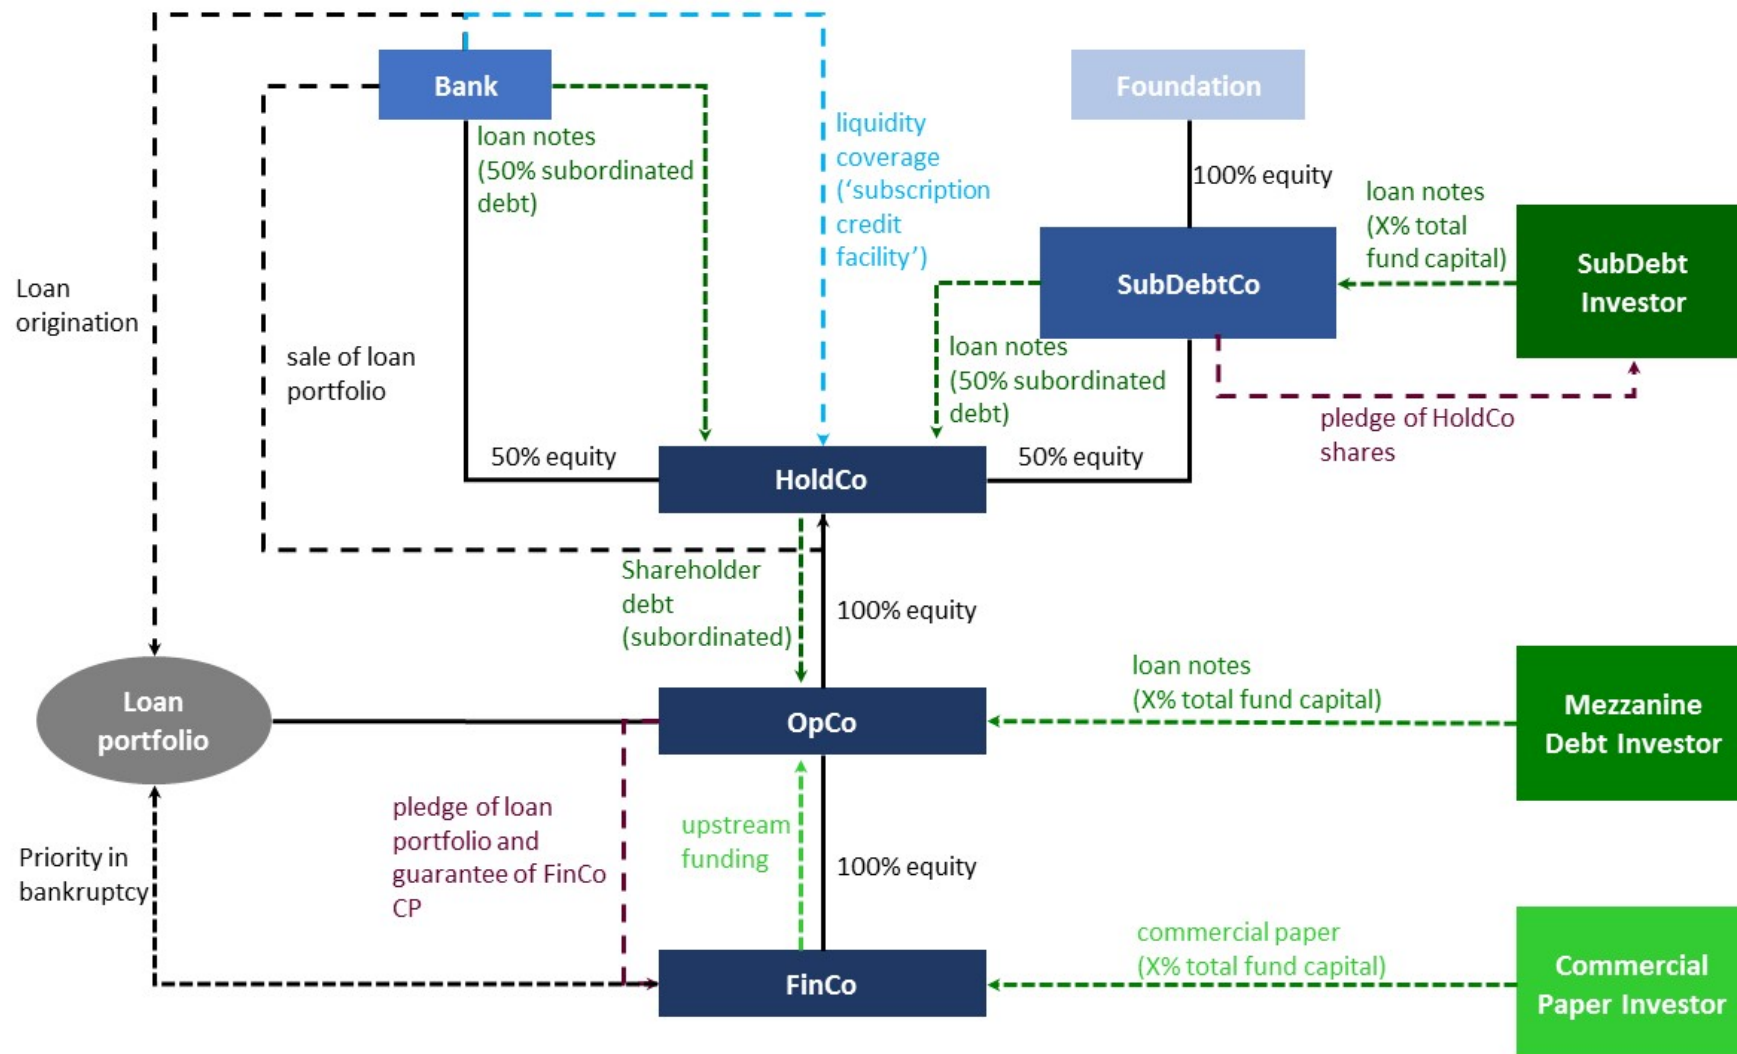 Bank
Foundation
loan notes
(50% subordinated
debt)
liquidity
coverage
(‘subscription
credit
facility’)
100% equity
loan notes
(X% total
fund capital)
SubDebt
Investor
SubDebtCo
Loan
origination
sale of loan
portfolio
loan notes
(50% subordinated
debt)
pledge of HoldCo
shares
50% equity
HoldCo
50% equity
Shareholder
debt
(subordinated)
100% equity
loan notes
(X% total fund capital)
Mezzanine
Debt Investor
Loan
portfolio
OpCo
pledge of loan
portfolio and
guarantee of FinCo
CP
upstream
funding
100% equity
Priority in
bankruptcy
commercial paper
(X% total fund capital)
Commercial
Paper Investor
FinCo